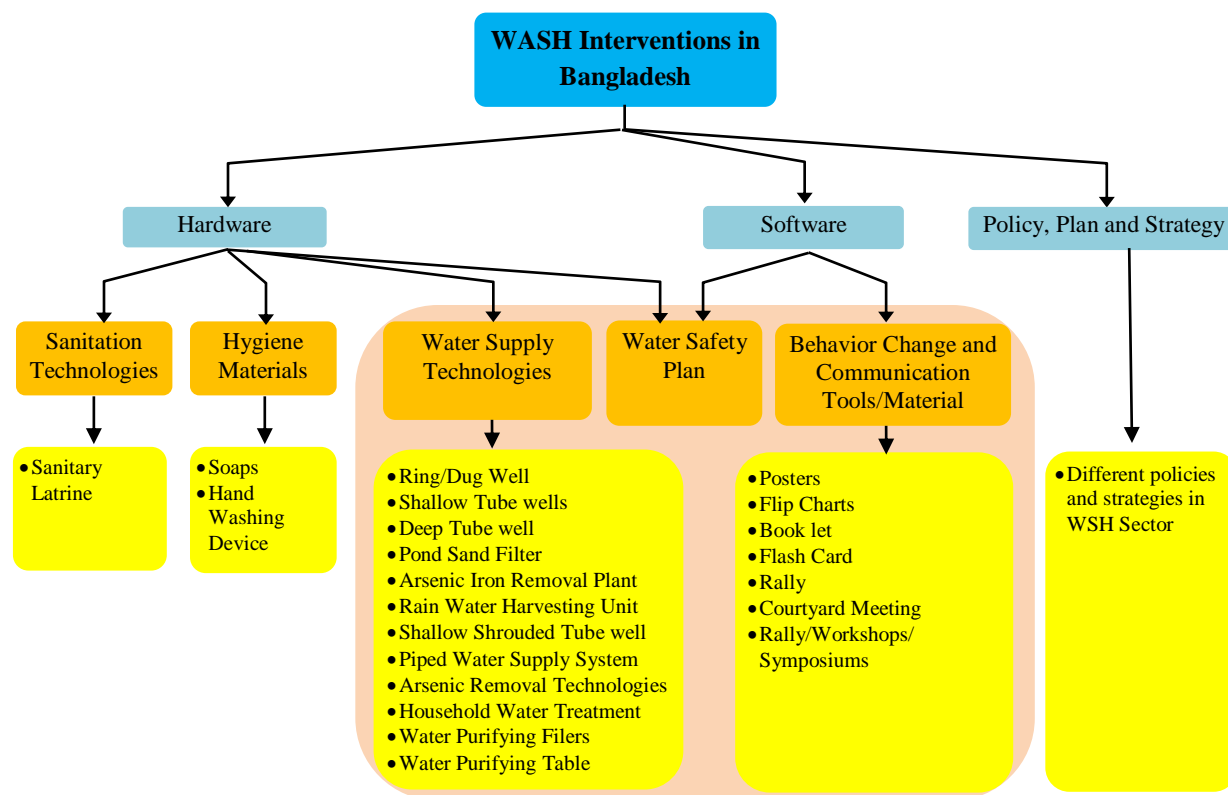 WASH Interventions in
Bangladesh
Hardware
Software
Policy, Plan and Strategy
Sanitation
Technologies
Hygiene
Materials
Water Supply
Technologies
Water Safety
Plan
Behavior Change and
Communication
Tools/Material
•Sanitary
Latrine
•Soaps
•Hand
Washing
Device
•Ring/Dug Well
•Shallow Tube wells
•Deep Tube well
•Pond Sand Filter
•Arsenic Iron Removal Plant
•Rain Water Harvesting Unit
•Shallow Shrouded Tube well
•Piped Water Supply System
•Arsenic Removal Technologies
•Household Water Treatment
•Water Purifying Filers
•Water Purifying Table
•Posters
•Flip Charts
•Book let
•Flash Card
•Rally
•Courtyard Meeting
•Rally/Workshops/
Symposiums
•Different policies
and strategies in
WSH Sector